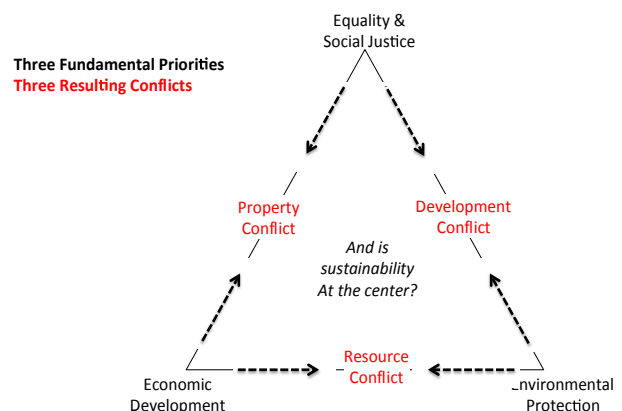 Equality &
Social Justice
Three Fundamental Priorities
Three Resulting Conflicts
Property
Conflict
Development
Conflict
And is
sustainability
At the center?
Resource
Conflict
Economic
Development
Environmental
Protection